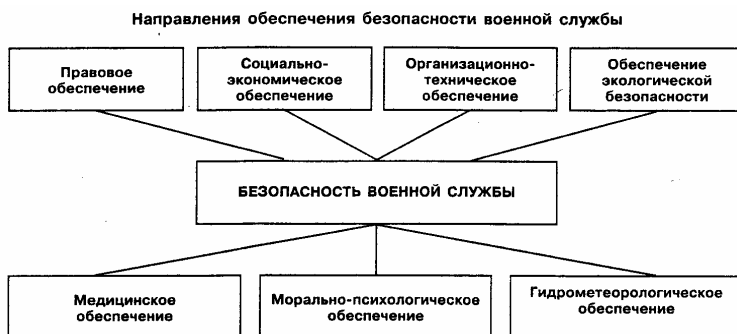 Направления обеспечения безопасности военной службы
Правовое
обеспечение
Социально-
экономическое
обеспечение
Организационно-
техническое
обеспечение
Обеспечение
экологической
безопасности
БЕЗОПАСНОСТЬ ВОЕННОЙ СЛУЖБЫ
Медицинское
обеспечение
Морально-психологическое
обеспечение
Гидрометеорологическое
обеспечение